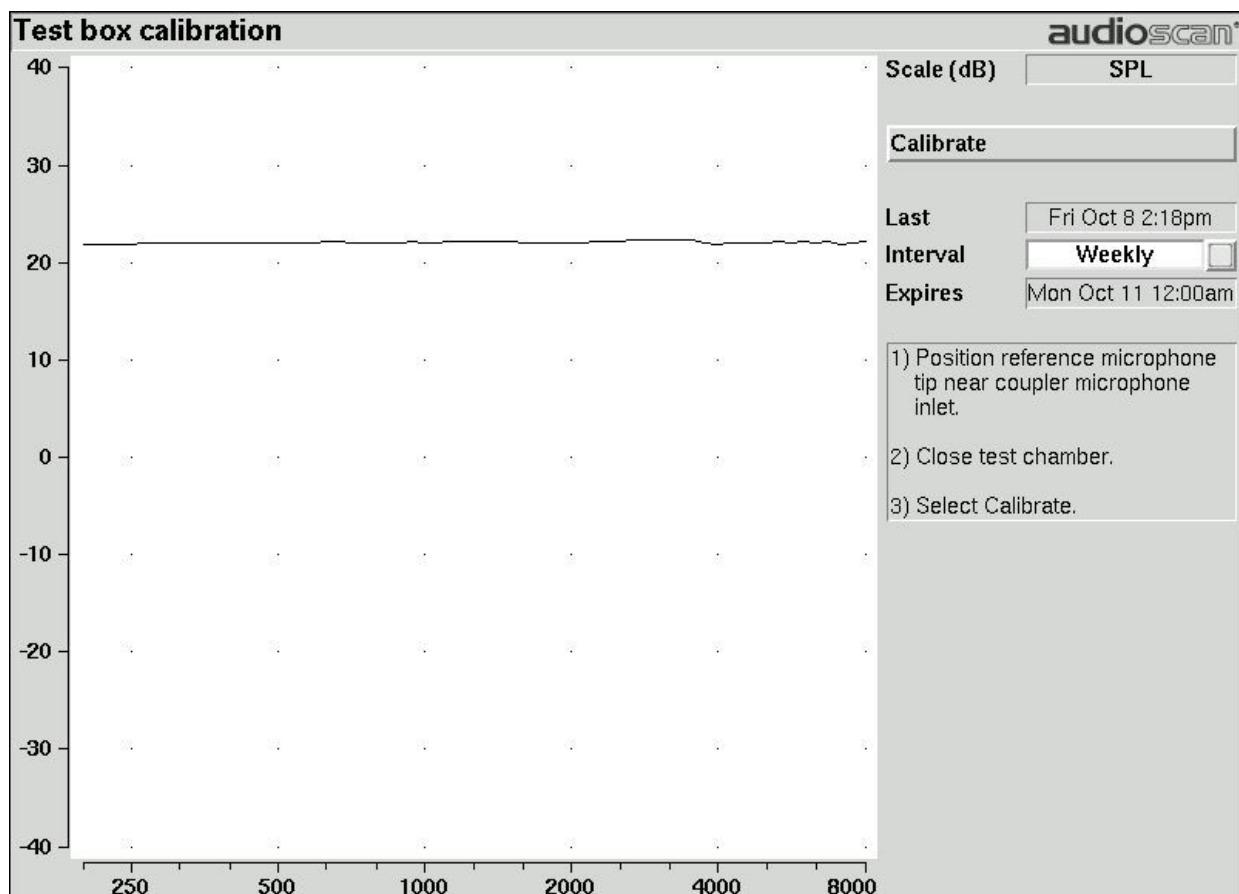 Test box calibration
audioscan®
40
30
20
10
0
-10
-20
-30
-40
250 500 1000 2000 4000 8000
Scale (dB) SPL
Calibrate
Last Fri Oct 8 2:18pm
Interval Weekly
Expires Mon Oct 11 12:00am
1) Position reference microphone
tip near coupler microphone
inlet.
2) Close test chamber.
3) Select Calibrate.